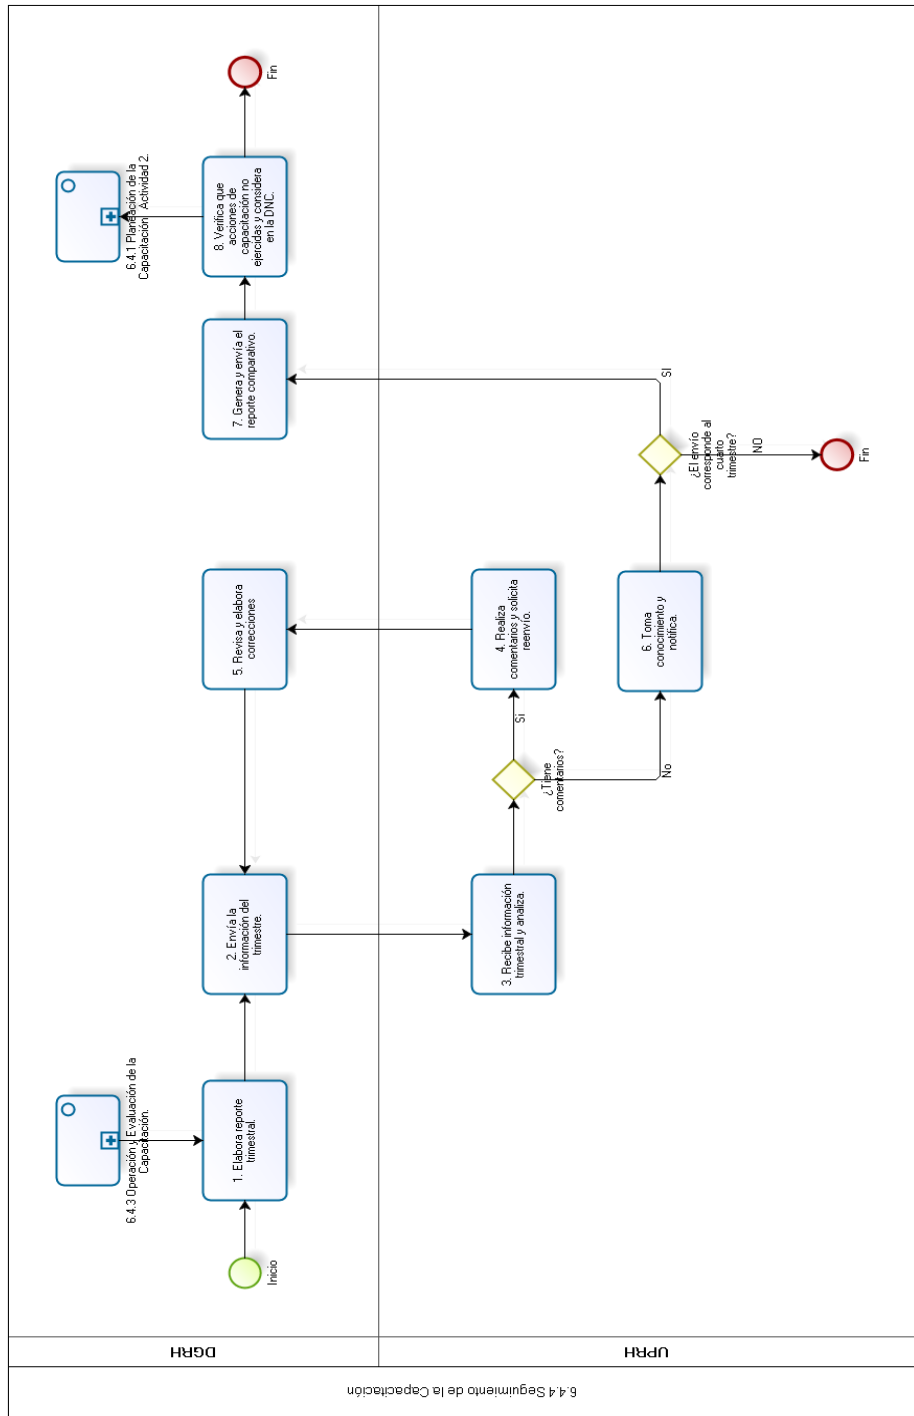 6.4.4 Seguimiento de la Capacitación
DGRH
UPRH
Inicio
6.4.3 Operación y Evaluación de la
Capacitación.
1. Elabora reporte
trimestral.
2. Envía la
información del
trimestre.
3. Recibe información
trimestral y analiza.
¿Tiene
comentarios?
Si
No
4. Realiza
comentarios y solicita
reenvío.
5. Revisa y elabora
correcciones
6. Toma
conocimiento y
notifica.
¿El envío
corresponde al
cuarto
trimestre?
SI
NO
Fin
7. Genera y envía el
reporte comparativo.
8. Verifica que
acciones de
capacitación no
ejercidas y considera
en la DNC.
6.4.1 Planeación de la
Capacitación. Actividad 2.
Fin